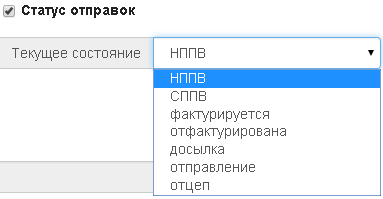 Статус отправок
Текущее состояние НППВ
НППВ
СППВ
фактурируется
отфактурирована
досылка
отправление
отцеп